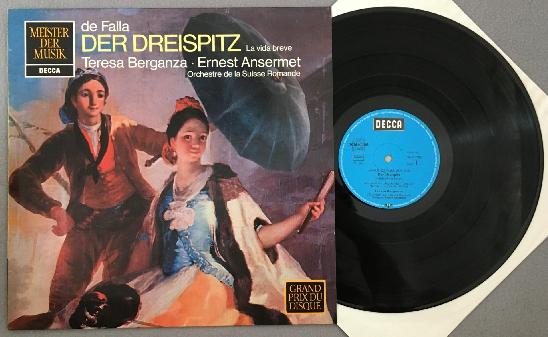 MEISTER
DER
MUSIK
DECCA
de Falla
DER DREISPITZ La vida breve
Teresa Berganza · Ernest Ansermet
Orchestre de la Suisse Romande
GRAND
PRIX DU
DISQUE
DECCA